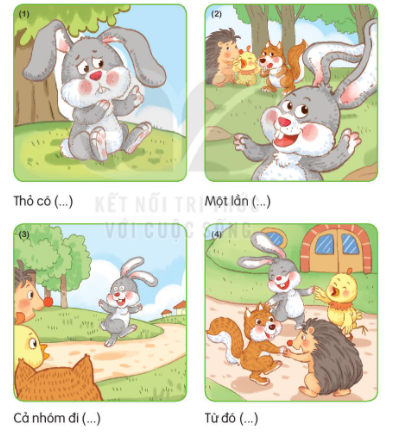 (1)
(2)
Thỏ có (...)
Một lần (...)
KẾT NỐI TRI THỨC
VỚI CUỘC SỐNG
(3)
(4)
Cả nhóm đi (...)
Từ đó (...)